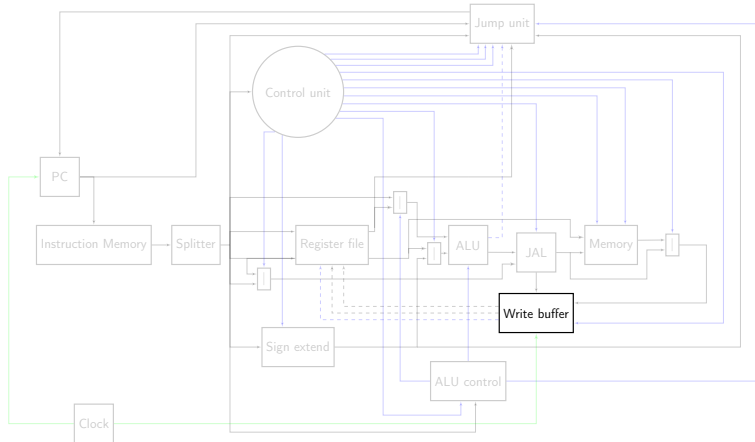 Jump unit
Control unit
PC
Instruction Memory
Splitter
Register file
ALU
JAL
Memory
Write buffer
Sign extend
ALU control
Clock